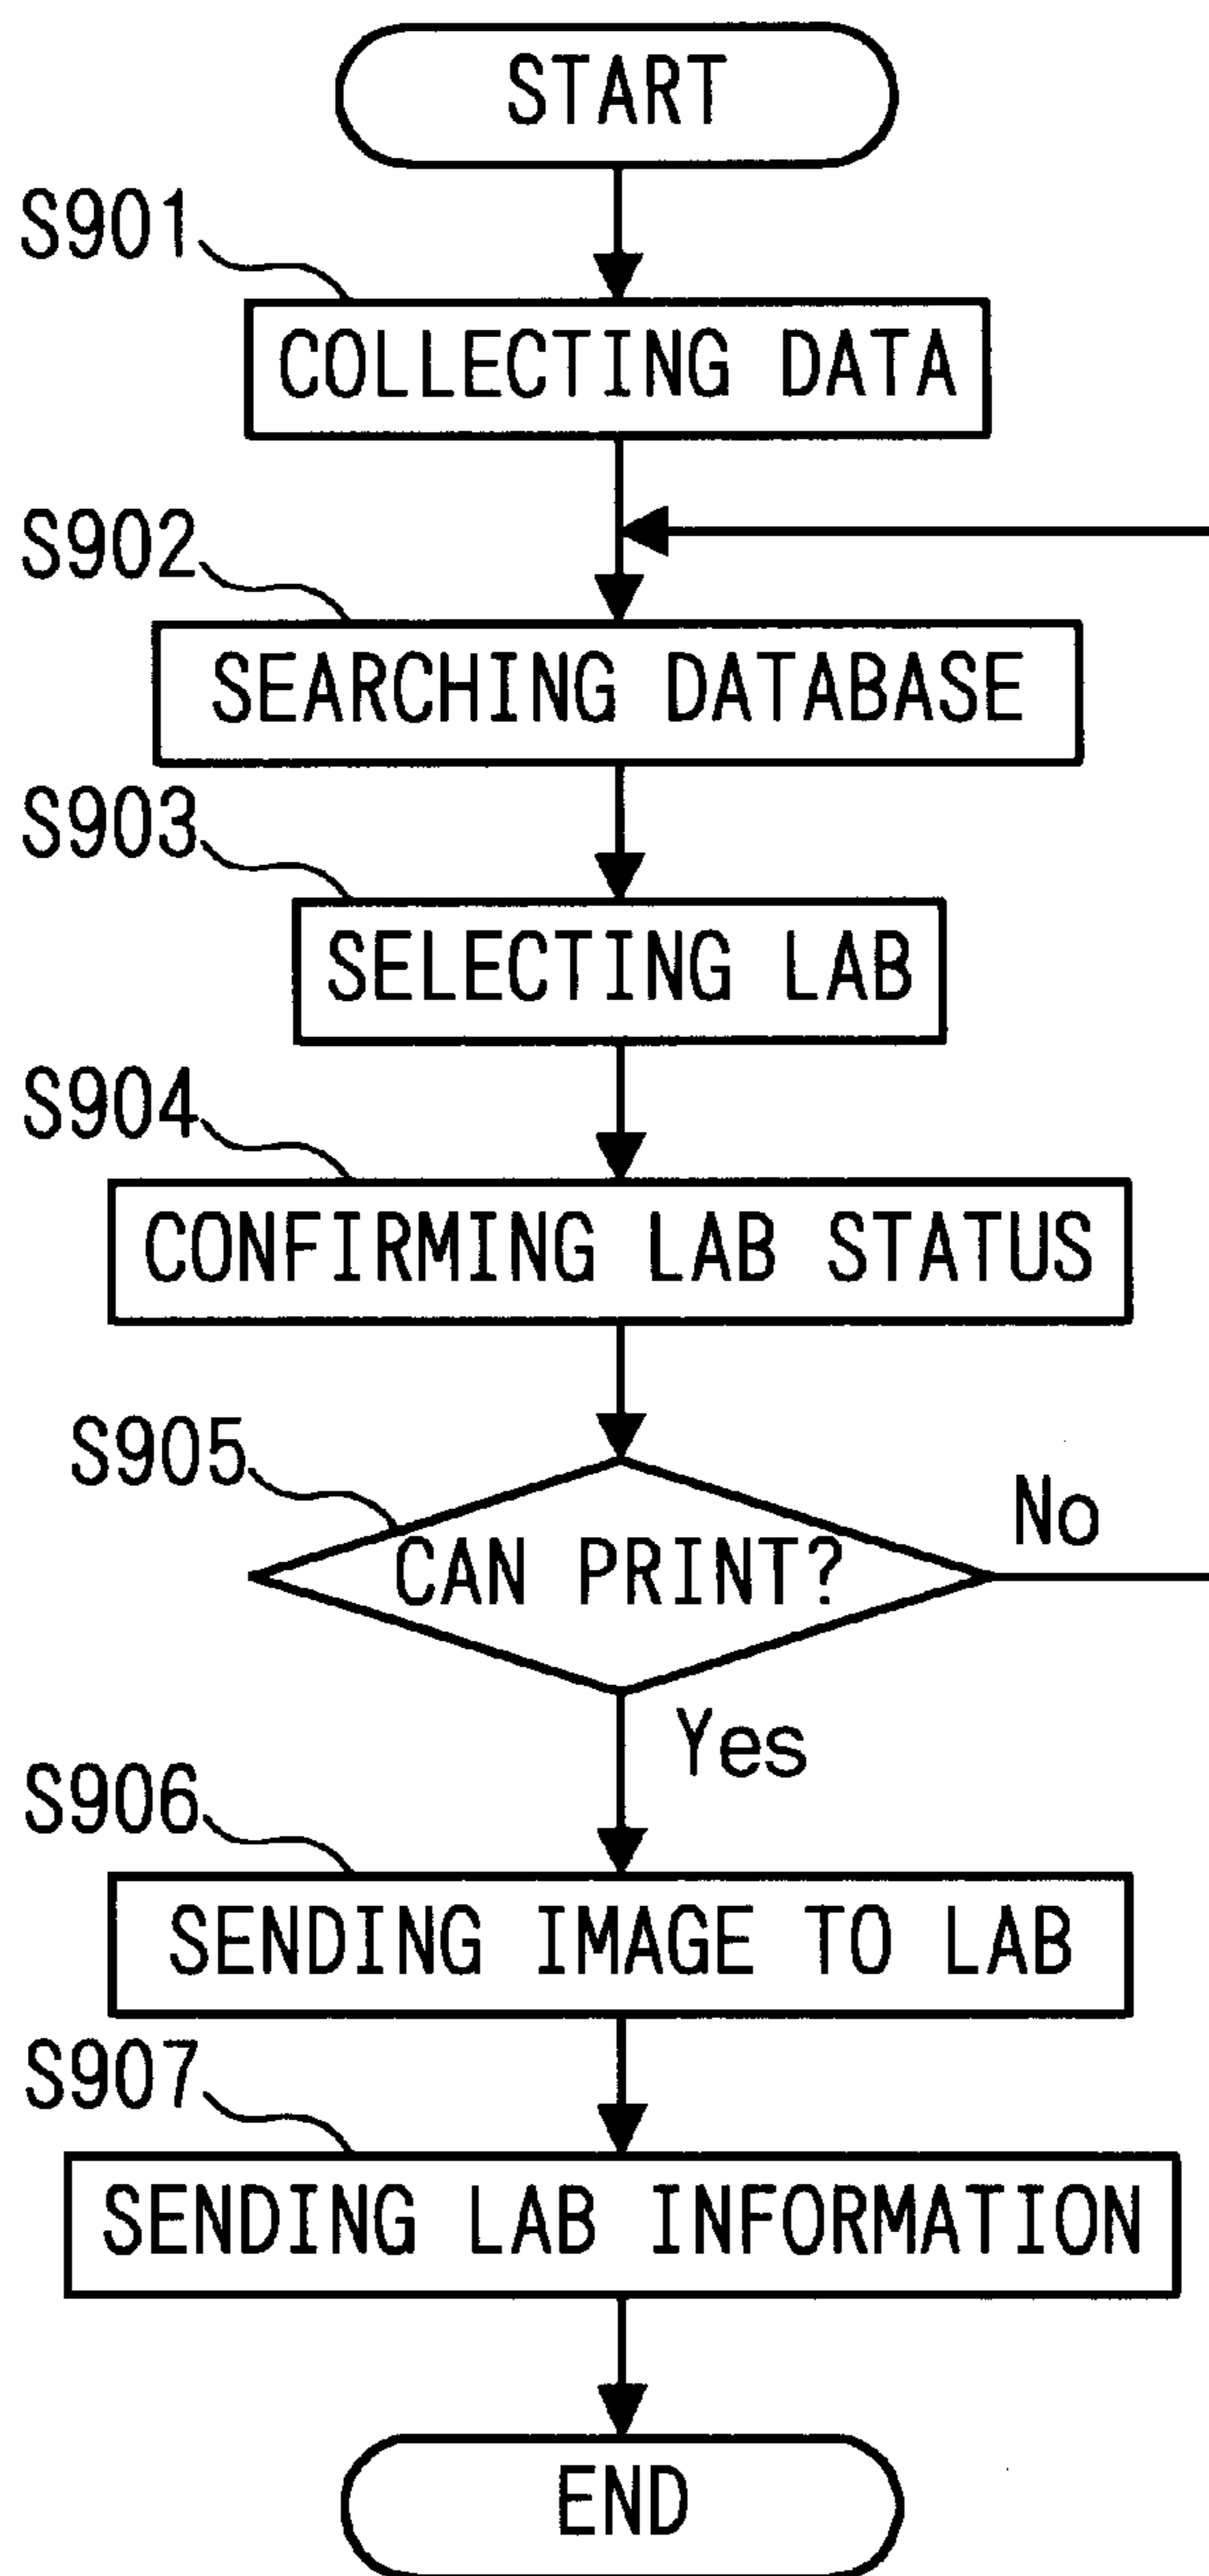 START
S901
COLLECTING DATA
S902
SEARCHING DATABASE
S903
SELECTING LAB
S904
CONFIRMING LAB STATUS
S905
CAN PRINT?
No
Yes
S906
SENDING IMAGE TO LAB
S907
SENDING LAB INFORMATION
END